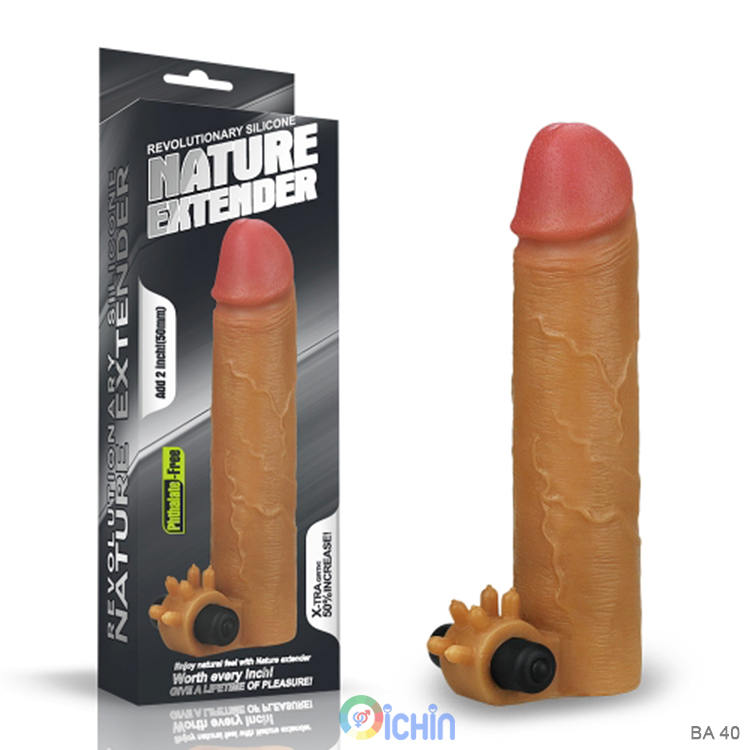 REVOLUTIONARY SILICONE
NATURE
EXTENDER
REVOLUTIONARY SILICONE
NATURE EXTENDER
Add 2 inch!(50mm)
Phthalate-Free
X-TRA GIRTH
50% INCREASE!
Enjoy natural feel with Nature extender
Worth every Inch!
GIVE A LIFETIME OF PLEASURE!
ichin
BA 40